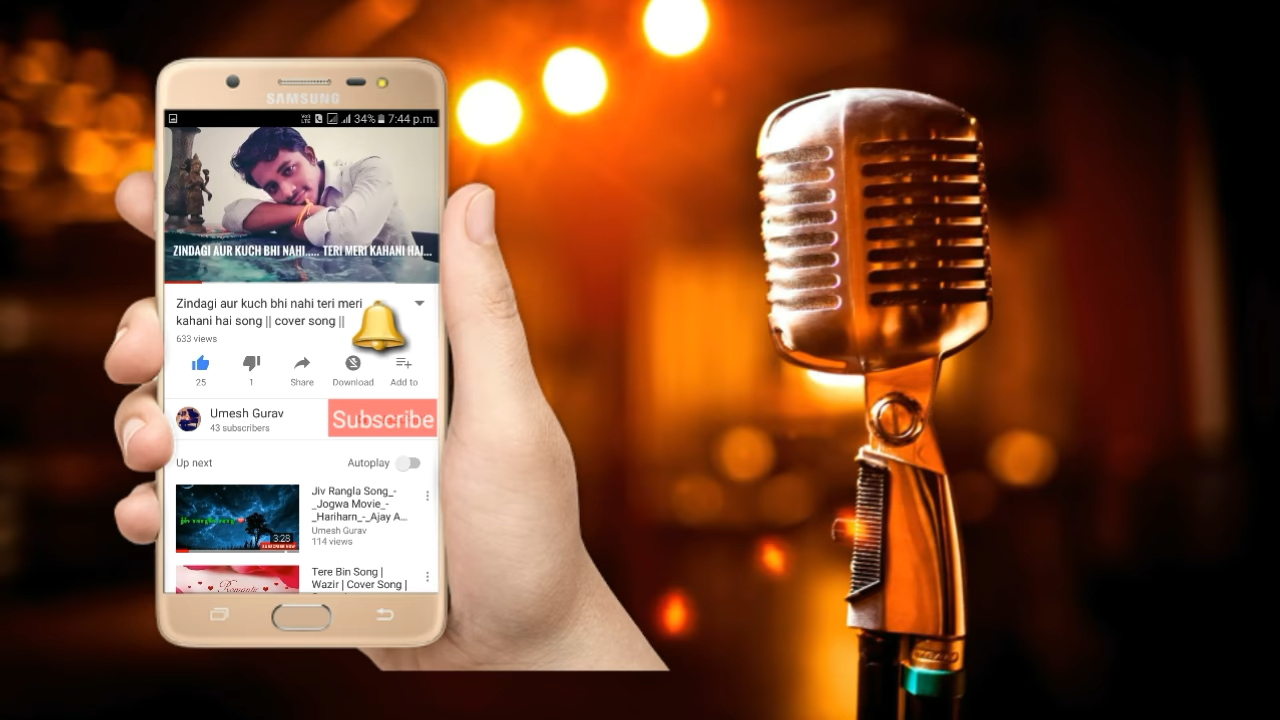 SAMSUNG
34% 7:44 p.m.
ZINDAGI AUR KUCH BHI NAHI..... TERI MERI KAHANI HAI...
Zindagi aur kuch bhi nahi teri meri
kahani hai song || cover song ||
633 views
25
1
Share
Download
Add to
Umesh Gurav
43 subscribers
Subscribe
Up next
Autoplay
Jiv Rangla Song_-
_Jogwa Movie_-
_Hariharn_-_Ajay A...
Umesh Gurav
114 views
3:28
SUBSCRIBE NOW
Tere Bin Song |
Wazir | Cover Song |
Romantic